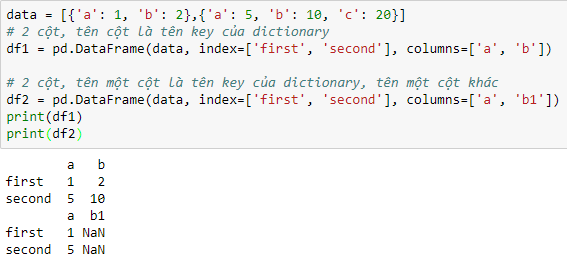 data = [{'a': 1, 'b': 2},{'a': 5, 'b': 10, 'c': 20}]
# 2 cột, tên cột là tên key của dictionary
df1 = pd.DataFrame(data, index=['first', 'second'], columns=['a', 'b'])

# 2 cột, tên một cột là tên key của dictionary, tên một cột khác
df2 = pd.DataFrame(data, index=['first', 'second'], columns=['a', 'b1'])
print(df1)
print(df2)
        a   b
first   1   2
second  5  10
        a  b1
first   1 NaN
second  5 NaN